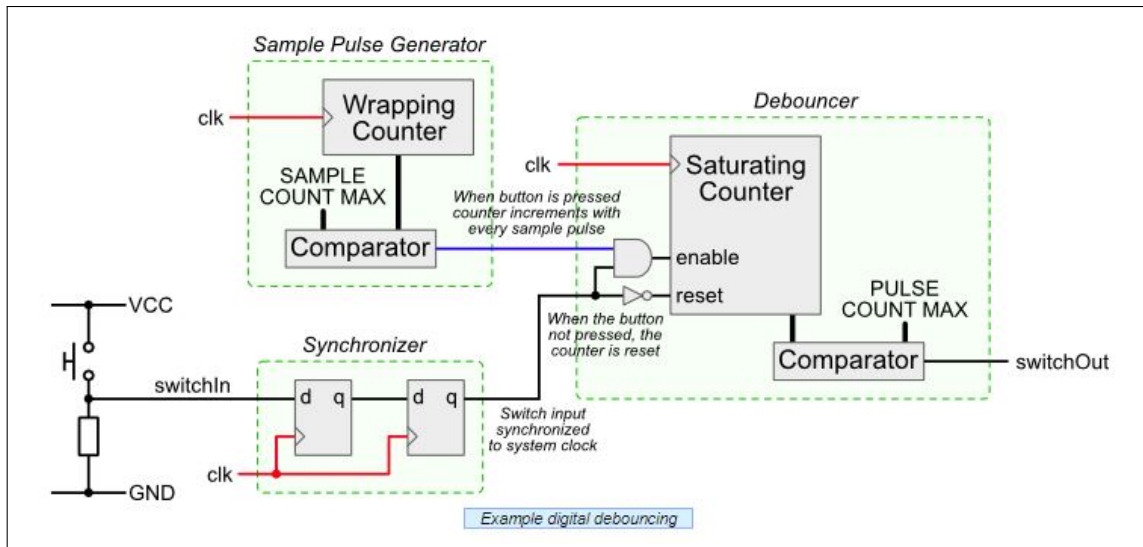 Sample Pulse Generator
clk
Wrapping
Counter
SAMPLE
COUNT MAX
Comparator
When button is pressed
counter increments with
every sample pulse
Debouncer
clk
Saturating
Counter
enable
reset
When the button
not pressed, the
counter is reset
PULSE
COUNT MAX
Comparator
switchOut
VCC
switchIn
GND
Synchronizer
d q
d q
clk
Switch input
synchronized
to system clock
Example digital debouncing